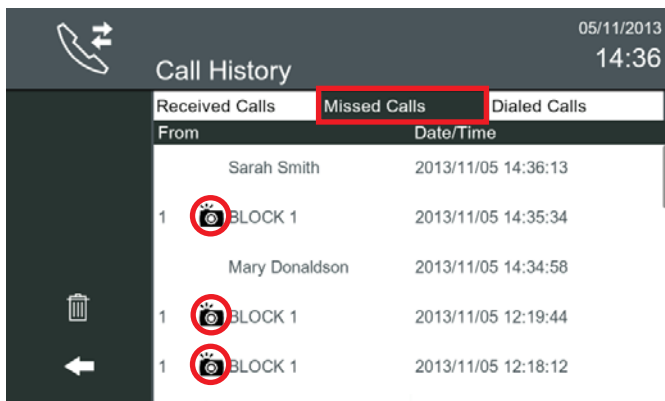 05/11/2013
14:36
Call History
Received Calls Missed Calls Dialed Calls
From Date/Time
Sarah Smith 2013/11/05 14:36:13
1 BLOCK 1 2013/11/05 14:35:34
Mary Donaldson 2013/11/05 14:34:58
1 BLOCK 1 2013/11/05 12:19:44
1 BLOCK 1 2013/11/05 12:18:12